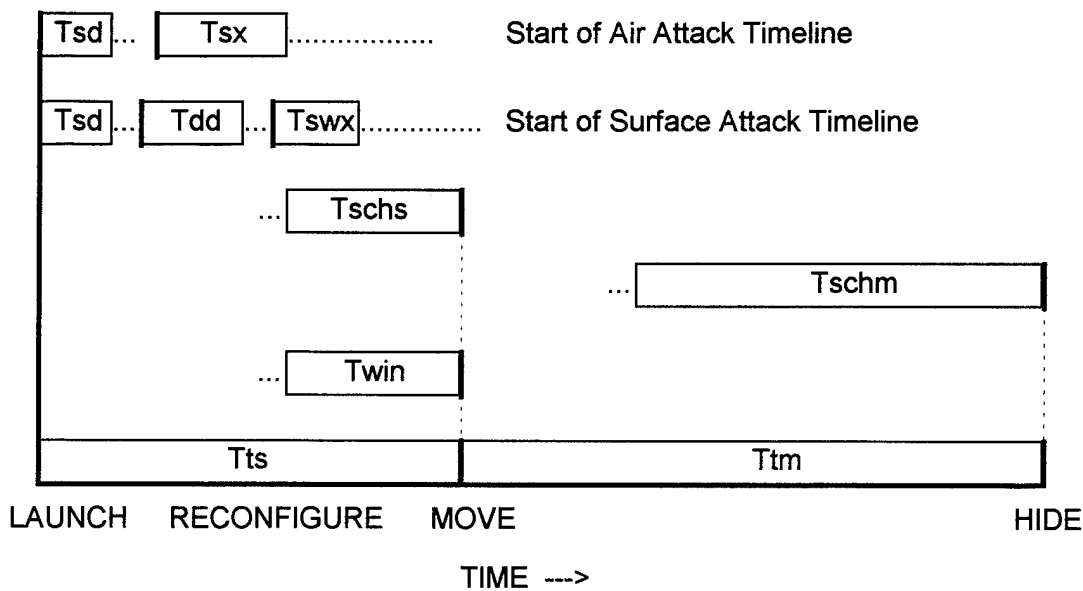 Tsd ... Tsx .................. Start of Air Attack Timeline
Tsd ... Tdd ... Tswx ............... Start of Surface Attack Timeline
... Tschs
... Tschm
... Twin
Tts Ttm
LAUNCH RECONFIGURE MOVE HIDE
TIME --->